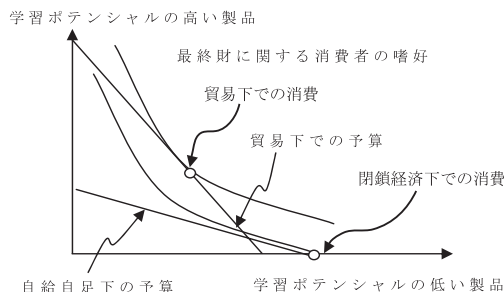 学習ポテンシャルの高い製品
最終財に関する消費者の嗜好
貿易下での消費
貿易下での予算
閉鎖経済下での消費
自給自足下の予算
学習ポテンシャルの低い製品